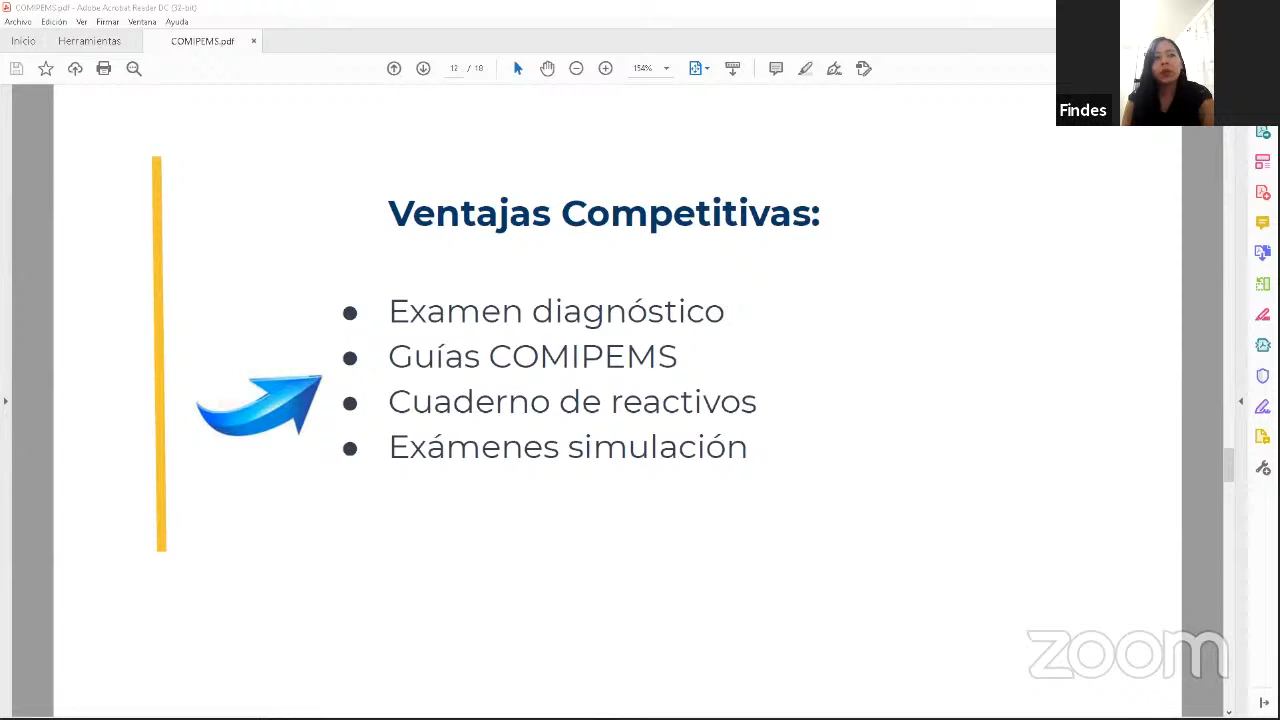 COMIPEMS.pdf - Adobe Acrobat Reader DC (32-bit)
Archivo Edición Ver Firmar Ventana Ayuda
Inicio Herramientas COMIPEMS.pdf ×
12 / 16 154%
Findes
Ventajas Competitivas:
● Examen diagnóstico
● Guías COMIPEMS
● Cuaderno de reactivos
● Exámenes simulación
zoom